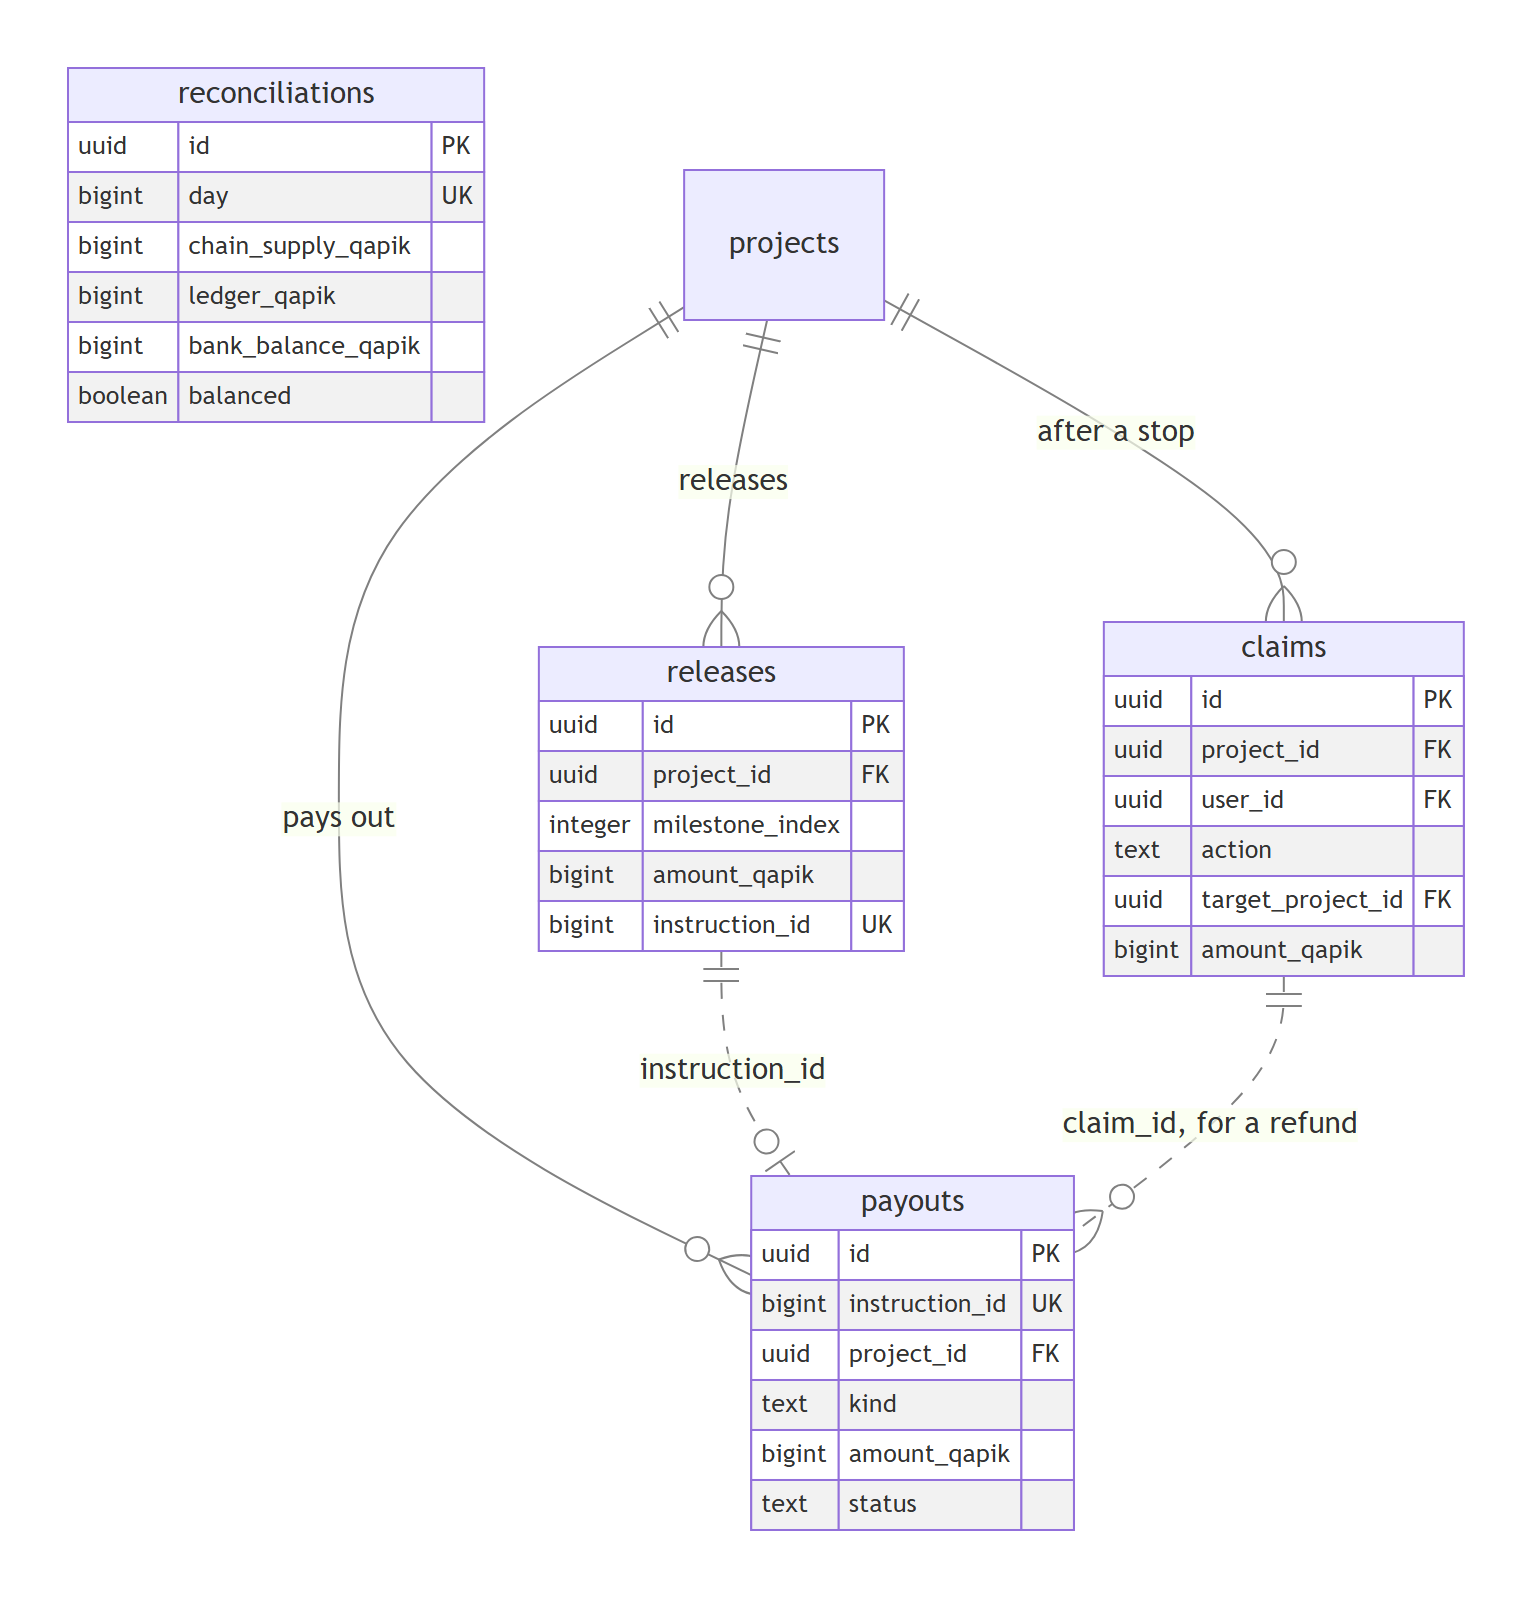 reconciliations
uuid id PK
bigint day UK
bigint chain_supply_qapik
bigint ledger_qapik
bigint bank_balance_qapik
boolean balanced
projects
after a stop
releases
pays out
releases
uuid id PK
uuid project_id FK
integer milestone_index
bigint amount_qapik
bigint instruction_id UK
claims
uuid id PK
uuid project_id FK
uuid user_id FK
text action
uuid target_project_id FK
bigint amount_qapik
instruction_id
claim_id, for a refund
payouts
uuid id PK
bigint instruction_id UK
uuid project_id FK
text kind
bigint amount_qapik
text status